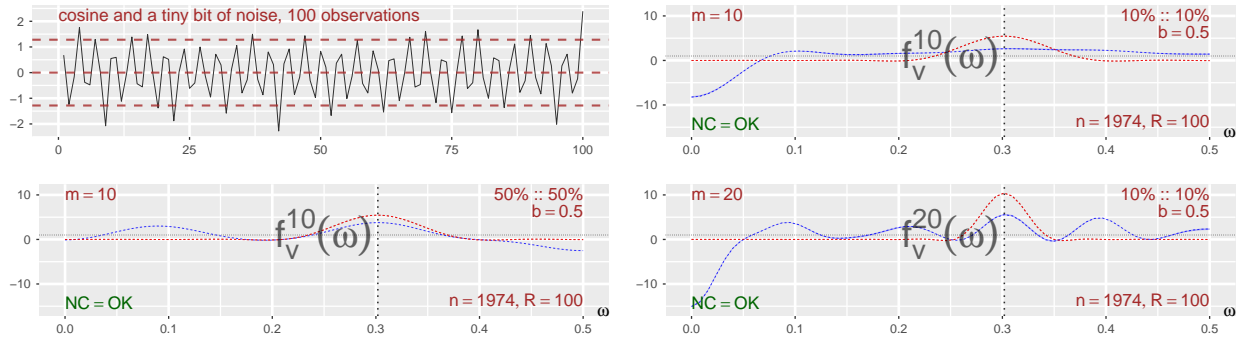 cosine and a tiny bit of noise, 100 observations
2
1
0
−1
−2
0 25 50 75 100
m = 10
10% :: 10%
b = 0.5
f_v^10(ω)
10
0
−10
NC = OK
n = 1974, R = 100
0.0 0.1 0.2 0.3 0.4 0.5
ω
m = 10
50% :: 50%
b = 0.5
f_v^10(ω)
10
0
−10
NC = OK
n = 1974, R = 100
0.0 0.1 0.2 0.3 0.4 0.5
ω
m = 20
10% :: 10%
b = 0.5
f_v^20(ω)
10
0
−10
NC = OK
n = 1974, R = 100
0.0 0.1 0.2 0.3 0.4 0.5
ω